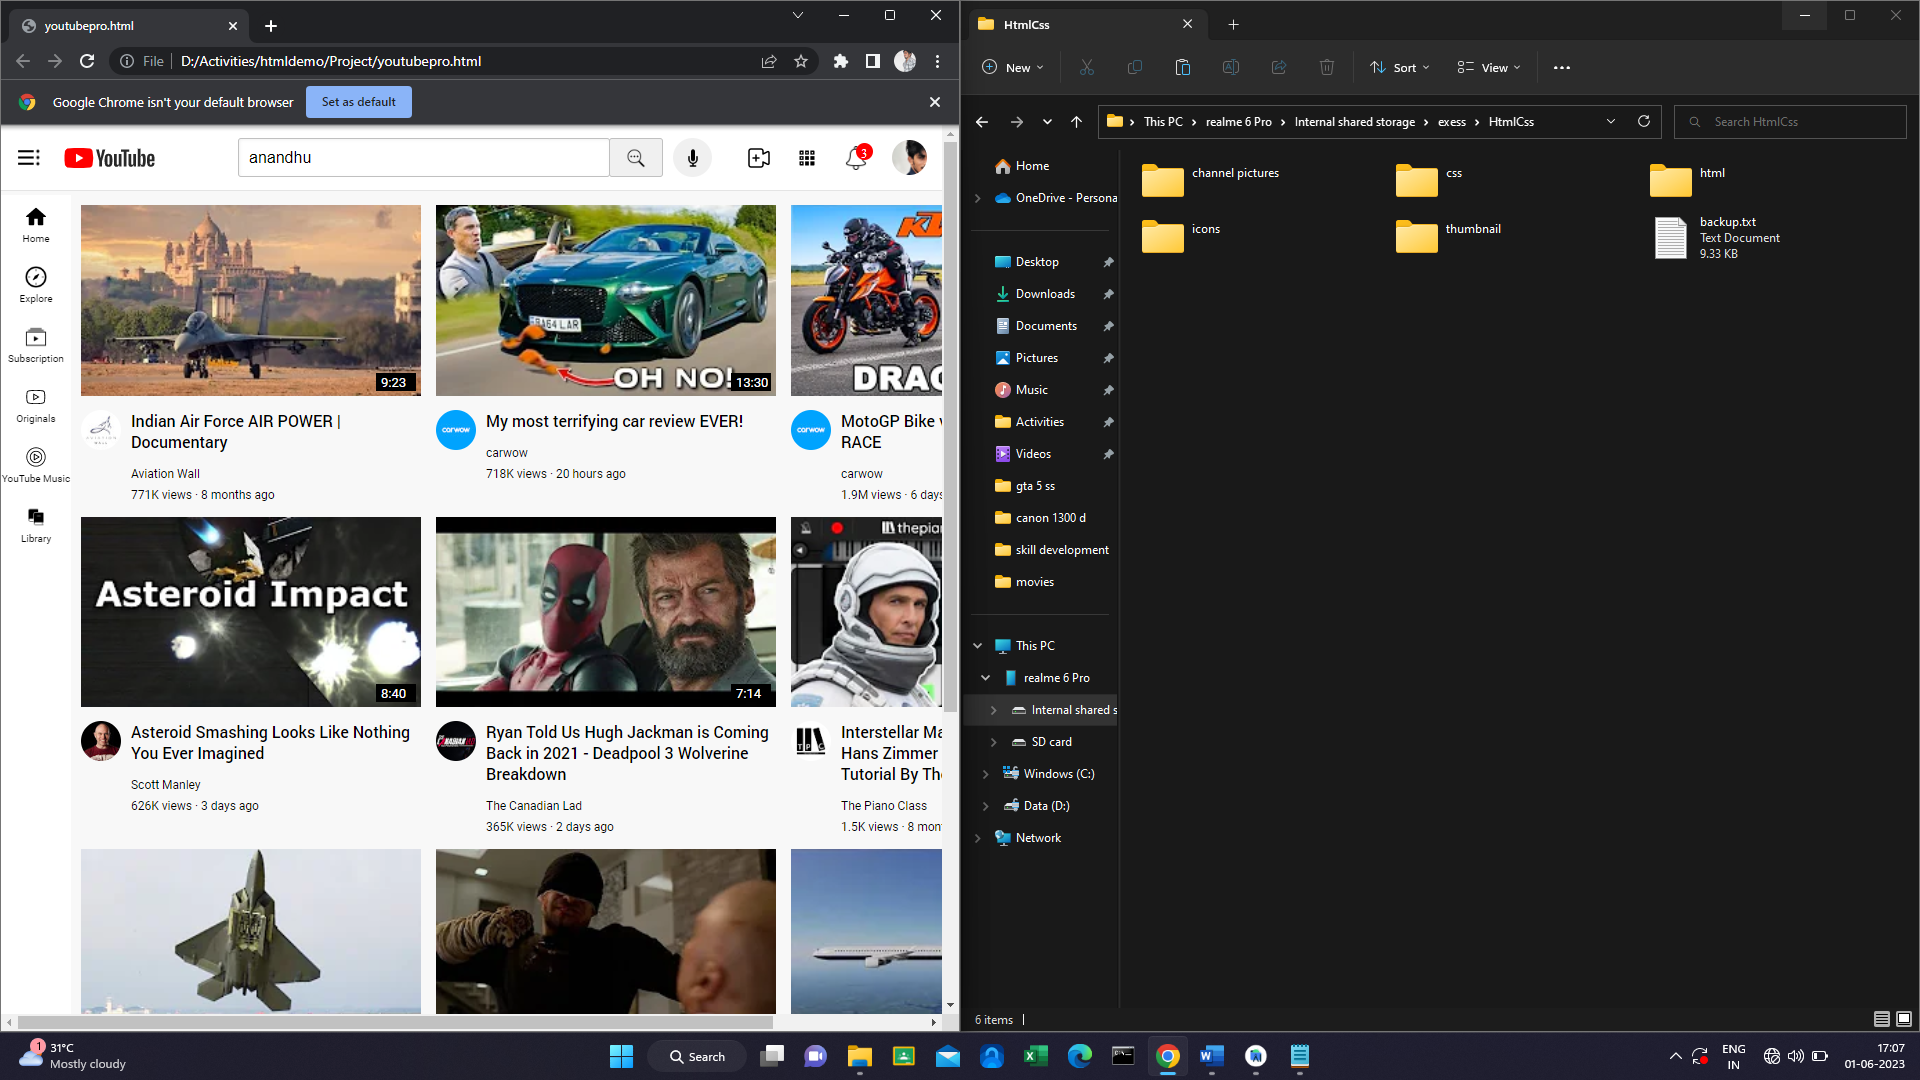 youtubepro.html
File
D:/Activities/htmldemo/Project/youtubepro.html
Google Chrome isn't your default browser
Set as default
YouTube
anandhu
3
Home
Explore
Subscription
Originals
YouTube Music
Library
9:23
Indian Air Force AIR POWER |
Documentary
Aviation Wall
771K views · 8 months ago
BA64 LAR
OH NO!
13:30
carwow
My most terrifying car review EVER!
carwow
718K views · 20 hours ago
KT
DRAG
carwow
MotoGP Bike v
RACE
carwow
1.9M views · 6 days
Asteroid Impact
8:40
Asteroid Smashing Looks Like Nothing
You Ever Imagined
Scott Manley
626K views · 3 days ago
7:14
Ryan Told Us Hugh Jackman is Coming
Back in 2021 - Deadpool 3 Wolverine
Breakdown
The Canadian Lad
365K views · 2 days ago
thepian
TPC
Interstellar Ma
Hans Zimmer
Tutorial By The
The Piano Class
1.5K views · 8 mon
HtmlCss
New
Sort
View
This PC
realme 6 Pro
Internal shared storage
exess
HtmlCss
Search HtmlCss
Home
OneDrive - Persona
Desktop
Downloads
Documents
Pictures
Music
Activities
Videos
gta 5 ss
canon 1300 d
skill development
movies
This PC
realme 6 Pro
Internal shared s
SD card
Windows (C:)
Data (D:)
Network
channel pictures
css
html
icons
thumbnail
backup.txt
Text Document
9.33 KB
6 items
1
31°C
Mostly cloudy
Search
ENG
IN
17:07
01-06-2023